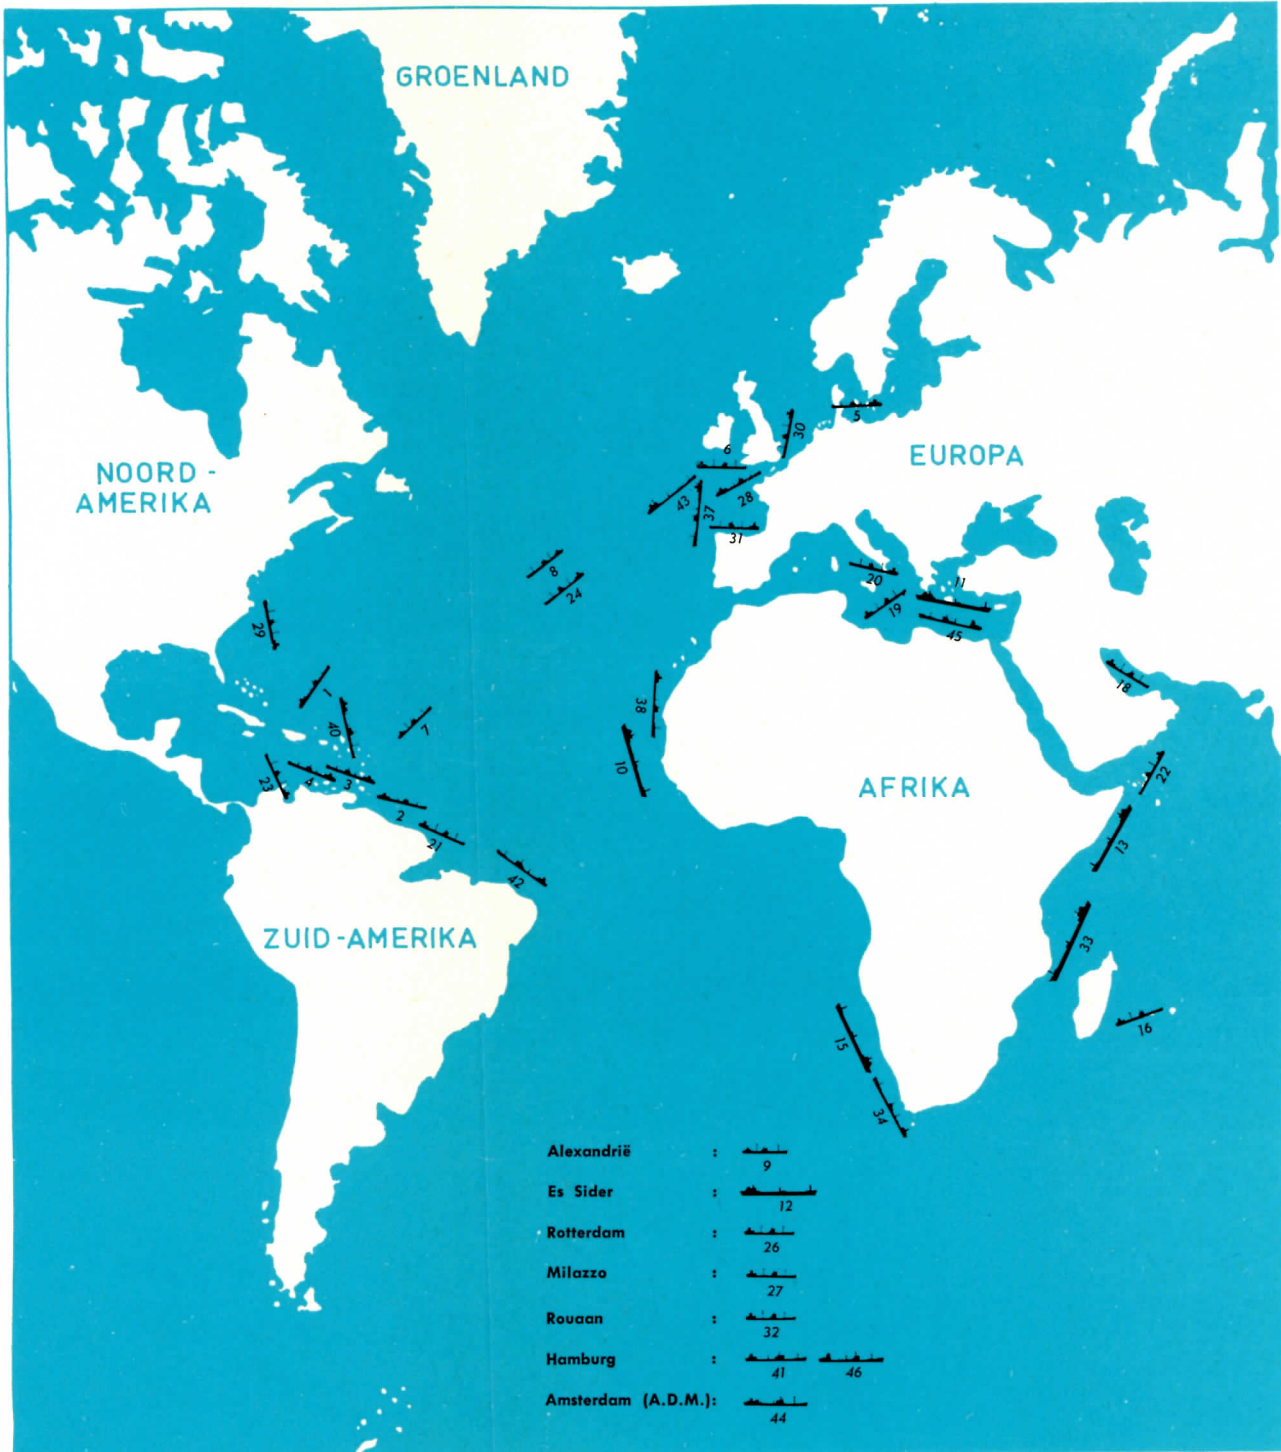 GROENLAND
5
30
6
NOORD-
AMERIKA
EUROPA
43
37
28
31
8
24
20
11
19
45
29
18
1
40
7
38
10
23
4
3
2
21
42
AFRIKA
22
13
ZUID-AMERIKA
33
16
15
34
Alexandrië : 9
Es Sider : 12
Rotterdam : 26
Milazzo : 27
Rouaan : 32
Hamburg : 41 46
Amsterdam (A.D.M.): 44